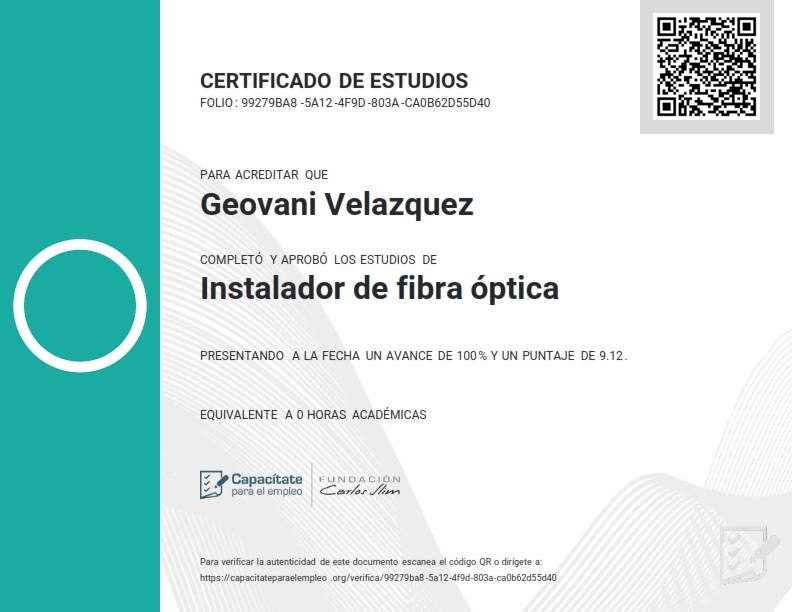 CERTIFICADO DE ESTUDIOS
FOLIO: 99279BA8-5A12-4F9D-803A-CA0B62D55D40
PARA ACREDITAR QUE
Geovani Velazquez
COMPLETÓ Y APROBÓ LOS ESTUDIOS DE
Instalador de fibra óptica
PRESENTANDO A LA FECHA UN AVANCE DE 100% Y UN PUNTAJE DE 9.12.
EQUIVALENTE A 0 HORAS ACADÉMICAS
Capacítate
para el empleo
FUNDACIÓN
Carlos Slim
Para verificar la autenticidad de este documento escanea el código QR o dirígete a:
https://capacitateparaelempleo.org/verifica/99279ba8-5a12-4f9d-803a-ca0b62d55d40